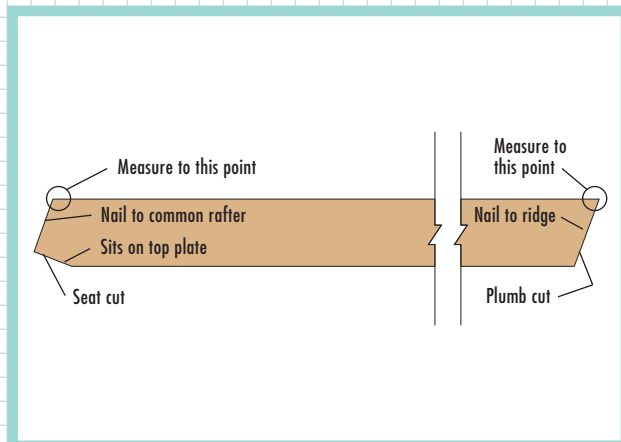 Measure to this point
Measure to
this point
Nail to common rafter
Nail to ridge
Sits on top plate
Seat cut
Plumb cut